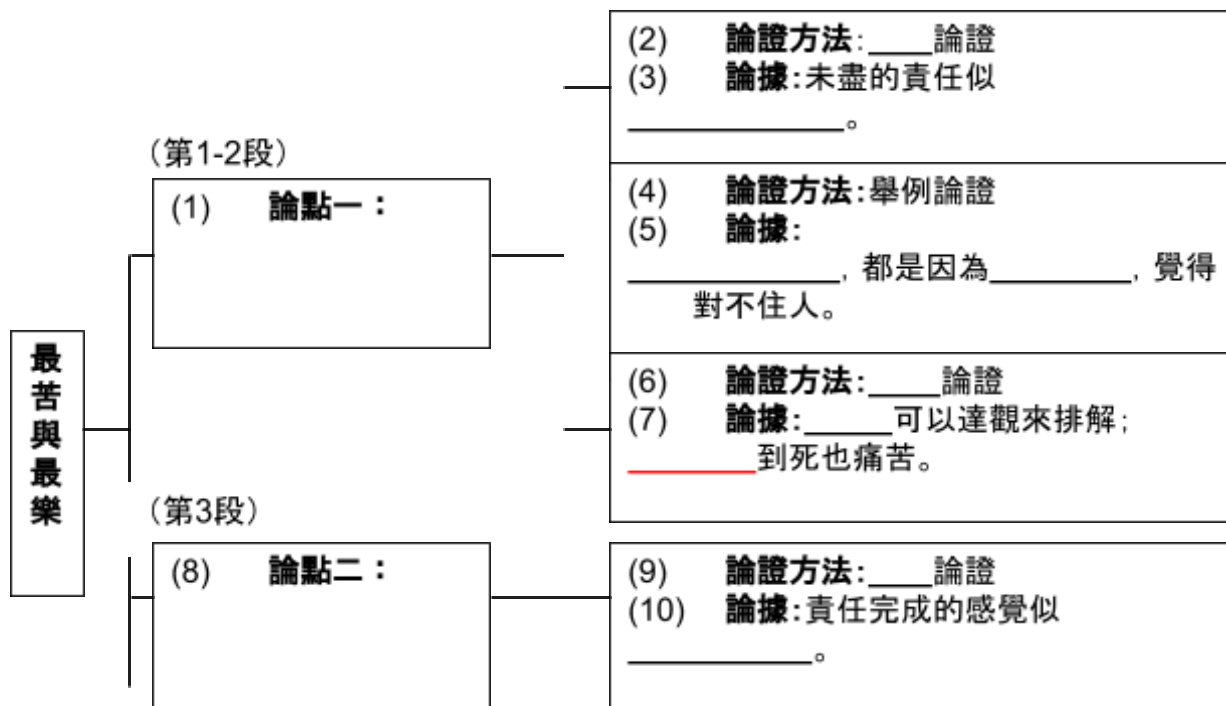 最苦與最樂
（第1-2段）
(1) 論點一：
(2) 論證方法：____論證
(3) 論據：未盡的責任似
____________。
(4) 論證方法：舉例論證
(5) 論據：
____________，都是因為________，覺得
對不住人。
(6) 論證方法：____論證
(7) 論據：_____可以達觀來排解；
_______到死也痛苦。
（第3段）
(8) 論點二：
(9) 論證方法：____論證
(10) 論據：責任完成的感覺似
__________。